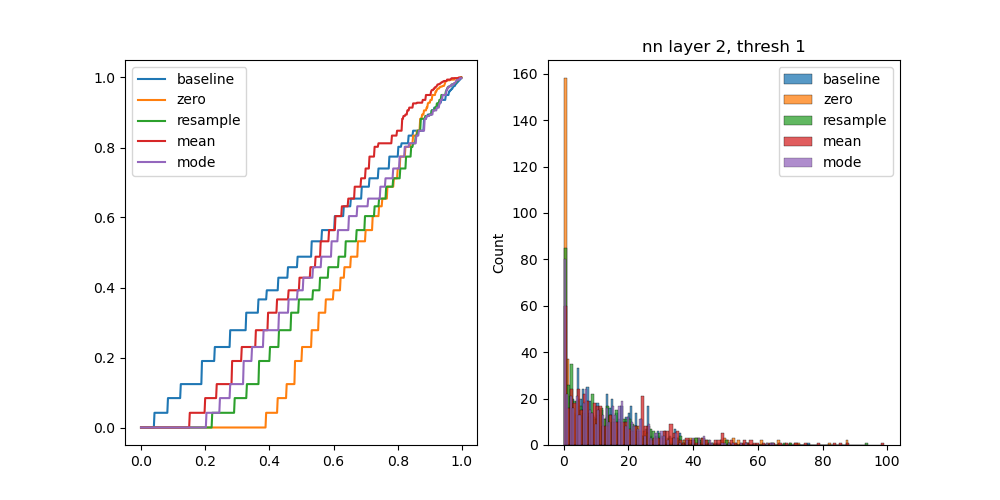 nn layer 2, thresh 1
baseline
zero
resample
mean
mode
1.0
0.8
0.6
0.4
0.2
0.0
0.0 0.2 0.4 0.6 0.8 1.0
baseline
zero
resample
mean
mode
Count
160
140
120
100
80
60
40
20
0
0 20 40 60 80 100